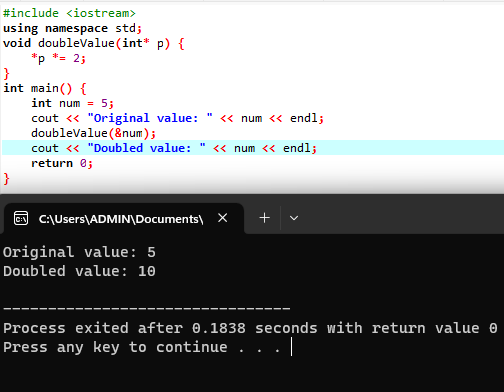 #include <iostream>
using namespace std;
void doubleValue(int* p) {
    *p *= 2;
}
int main() {
    int num = 5;
    cout << "Original value: " << num << endl;
    doubleValue(&num);
    cout << "Doubled value: " << num << endl;
    return 0;
}
C:\Users\ADMIN\Documents\
Original value: 5
Doubled value: 10
--------------------------------
Process exited after 0.1838 seconds with return value 0
Press any key to continue . . .